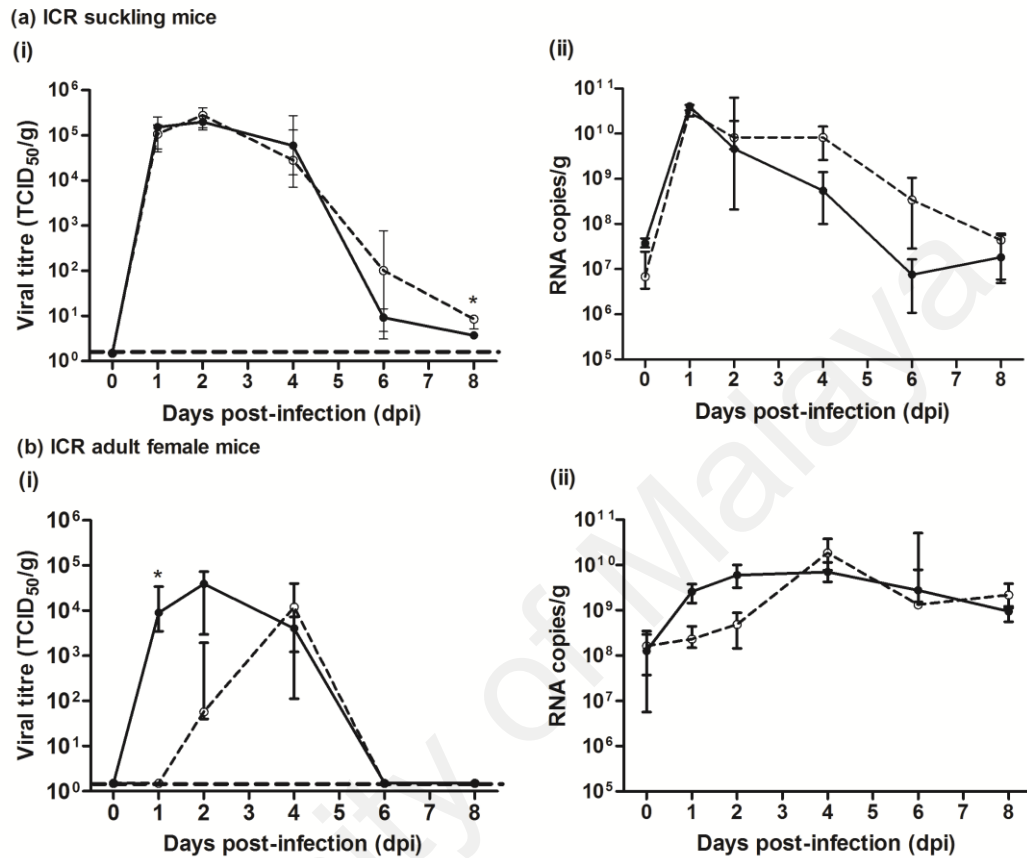 (a) ICR suckling mice
(i)
(ii)
Viral titre (TCID50/g)
10^6
10^5
10^4
10^3
10^2
10^1
10^0
*
0 1 2 3 4 5 6 7 8
Days post-infection (dpi)
RNA copies/g
10^11
10^10
10^9
10^8
10^7
10^6
10^5
0 1 2 3 4 5 6 7 8
Days post-infection (dpi)
(b) ICR adult female mice
(i)
(ii)
Viral titre (TCID50/g)
10^6
10^5
10^4
10^3
10^2
10^1
10^0
*
0 1 2 3 4 5 6 7 8
Days post-infection (dpi)
RNA copies/g
10^11
10^10
10^9
10^8
10^7
10^6
10^5
0 1 2 3 4 5 6 7 8
Days post-infection (dpi)
of Malaya